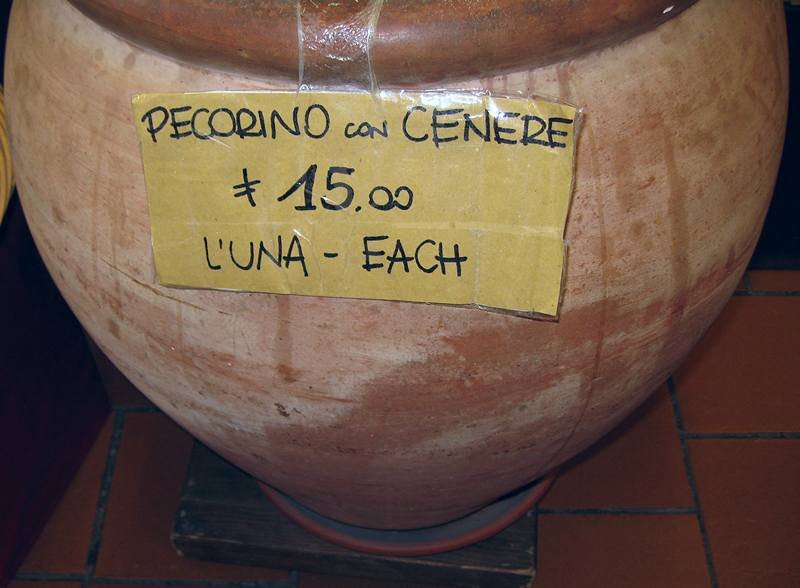 PECORINO con CENERE
€ 15.00
L'UNA - EACH